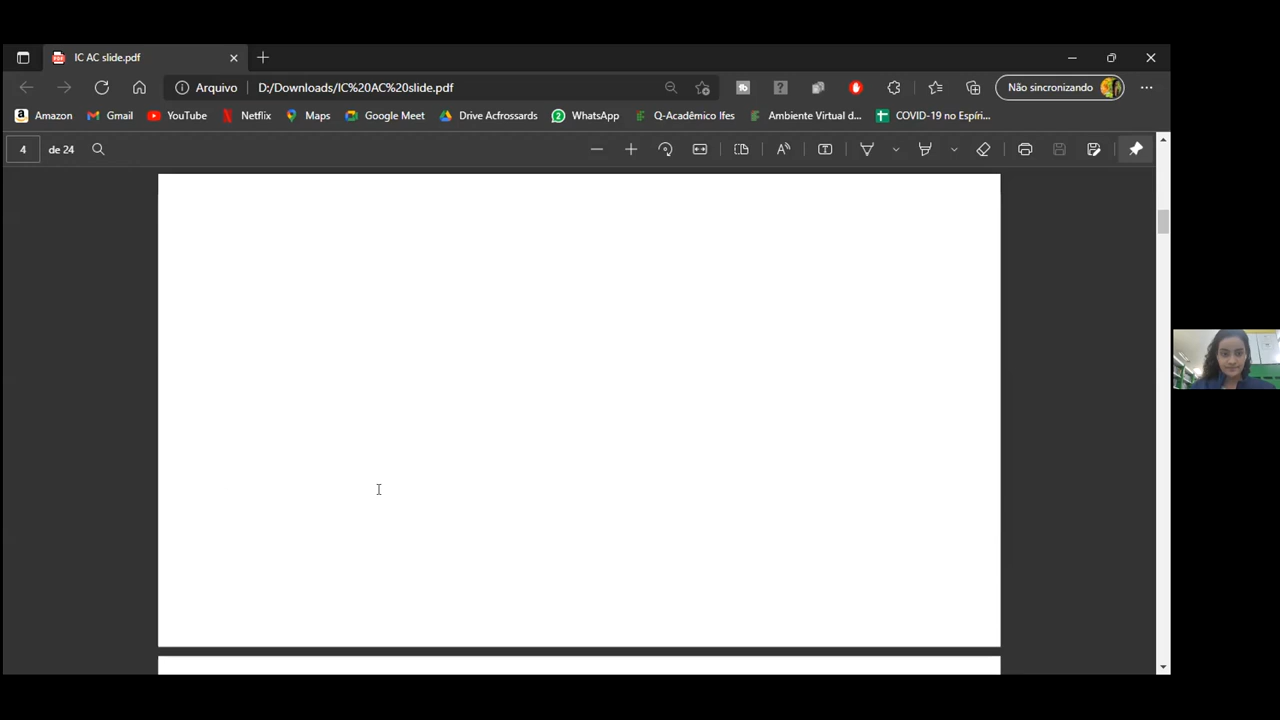 IC AC slide.pdf
Arquivo D:/Downloads/IC%20AC%20slide.pdf Não sincronizando
Amazon Gmail YouTube Netflix Maps Google Meet Drive Acfrossards WhatsApp Q-Acadêmico Ifes Ambiente Virtual d... COVID-19 no Espíri...
4 de 24